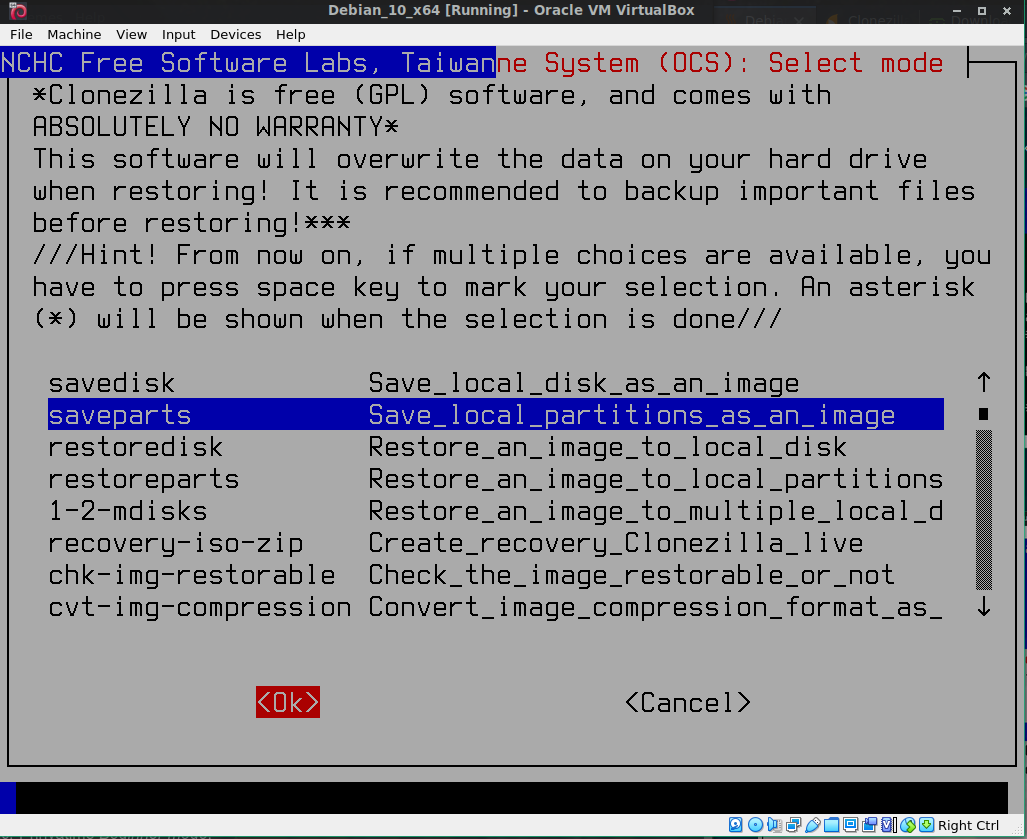 Debian_10_x64 [Running] - Oracle VM VirtualBox
File Machine View Input Devices Help
NCHC Free Software Labs, Taiwanne System (OCS): Select mode
*Clonezilla is free (GPL) software, and comes with
ABSOLUTELY NO WARRANTY*
This software will overwrite the data on your hard drive
when restoring! It is recommended to backup important files
before restoring!***
///Hint! From now on, if multiple choices are available, you
have to press space key to mark your selection. An asterisk
(*) will be shown when the selection is done///
savedisk Save_local_disk_as_an_image
saveparts Save_local_partitions_as_an_image
restoredisk Restore_an_image_to_local_disk
restoreparts Restore_an_image_to_local_partitions
1-2-mdisks Restore_an_image_to_multiple_local_d
recovery-iso-zip Create_recovery_Clonezilla_live
chk-img-restorable Check_the_image_restorable_or_not
cvt-img-compression Convert_image_compression_format_as_
<Ok> <Cancel>
Right Ctrl